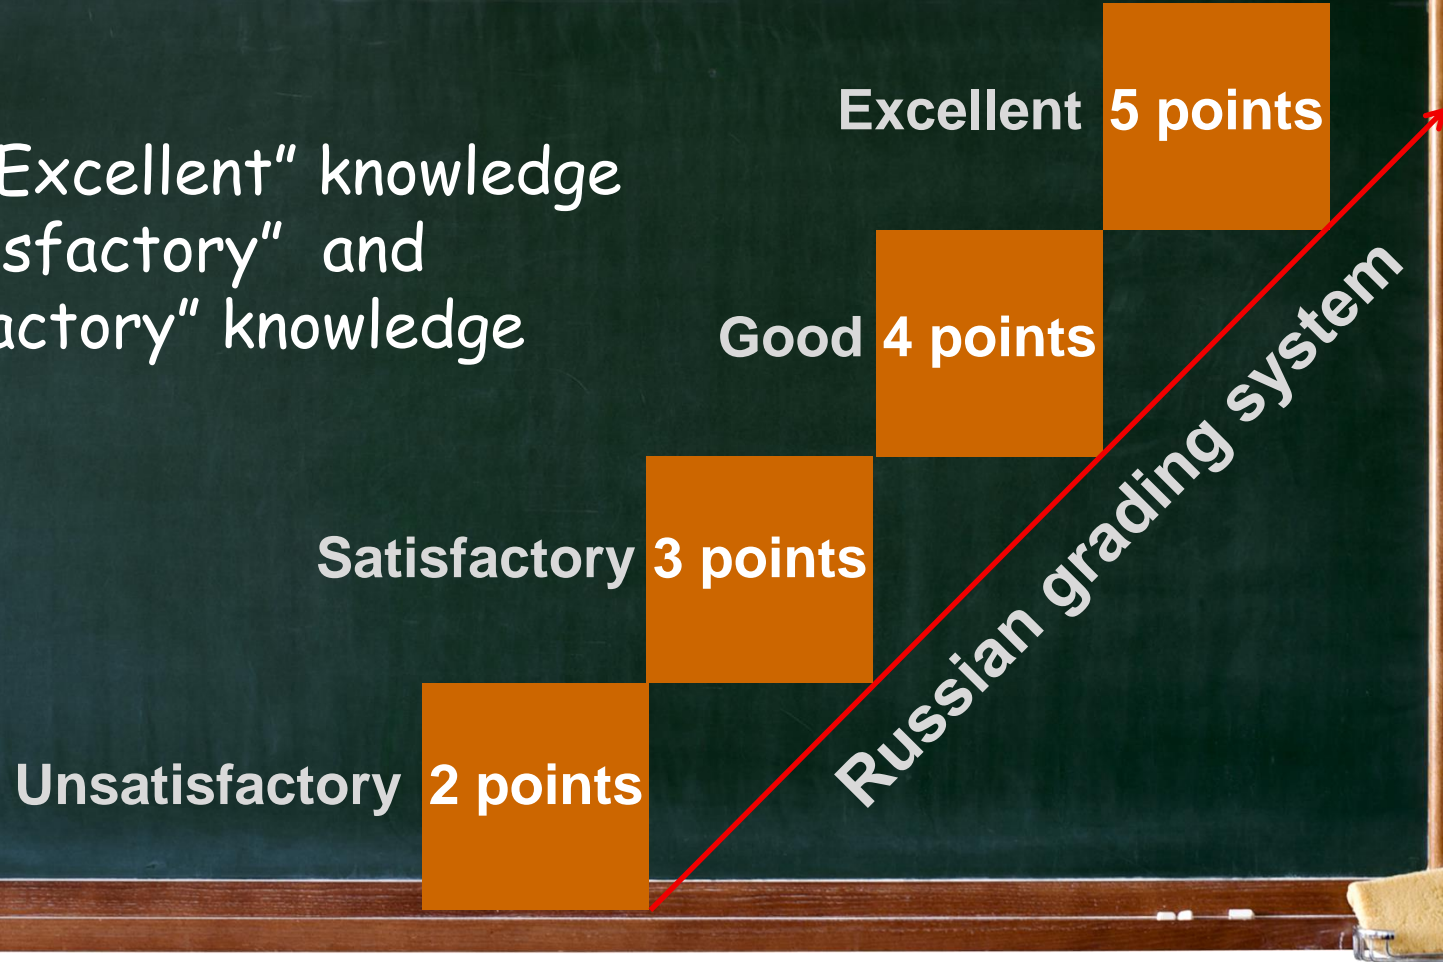 Excellent 5 points
Excellent” knowledge
sfactory” and
actory” knowledge
Good 4 points
Satisfactory 3 points
Unsatisfactory 2 points
Russian grading system